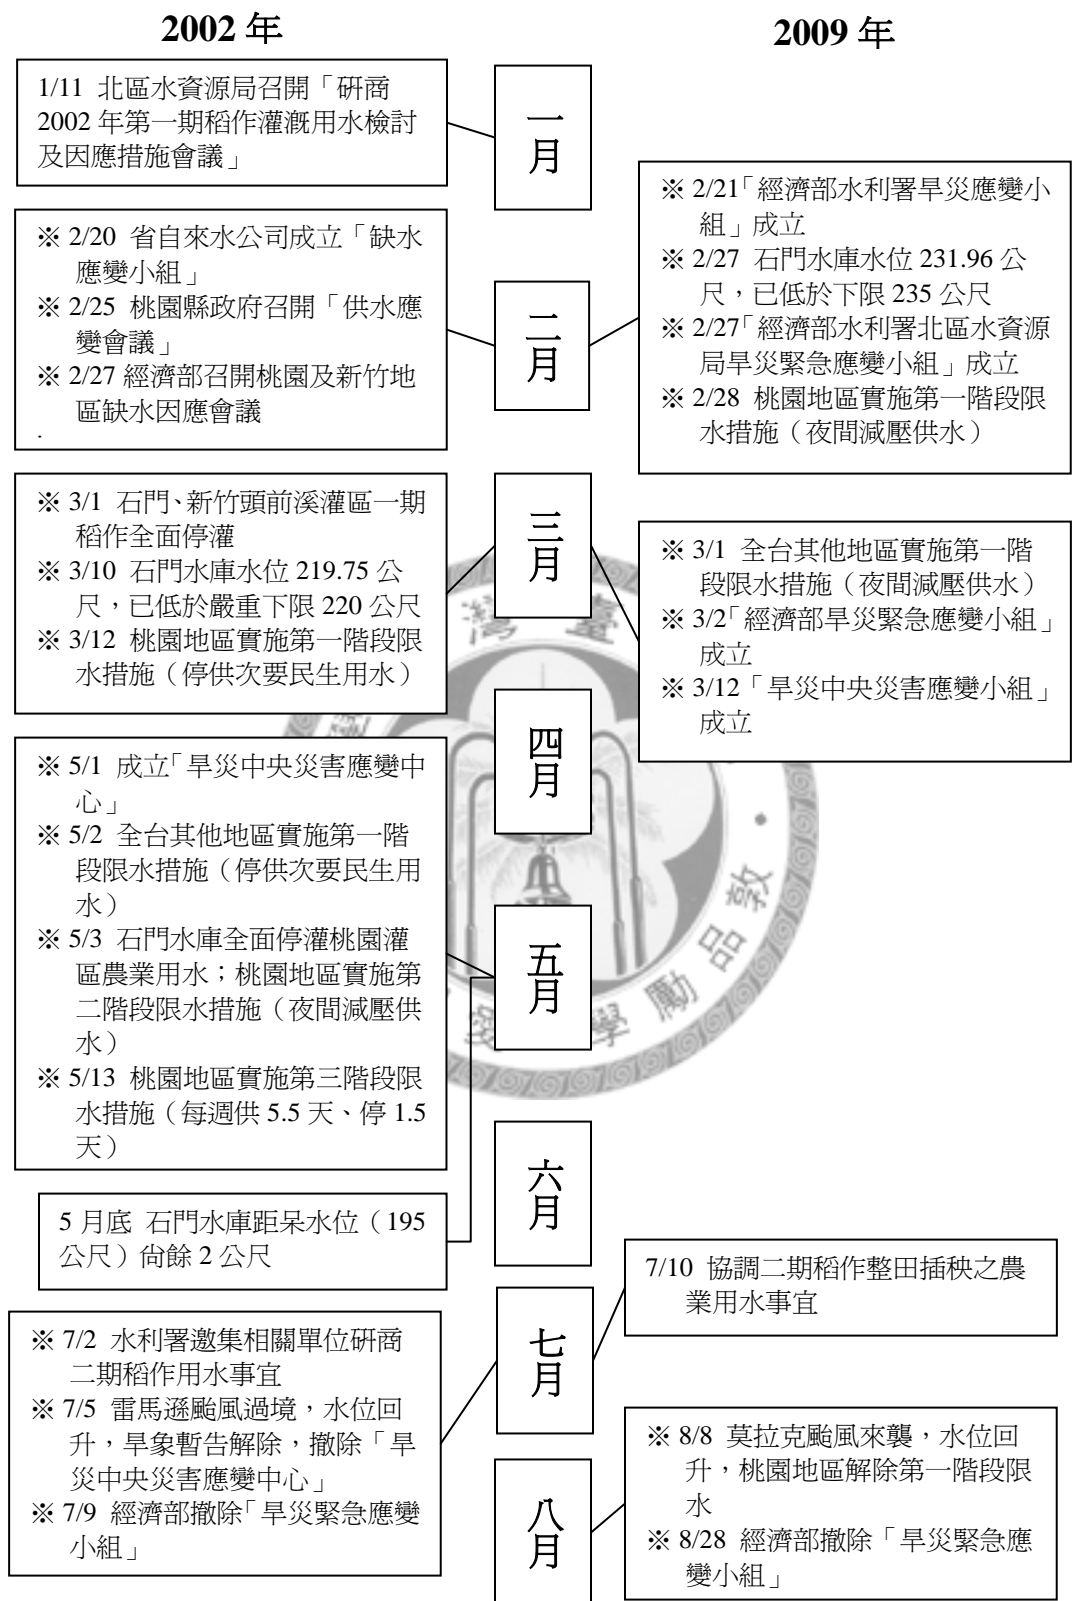 2002 年
1/11 北區水資源局召開「研商
2002 年第一期稻作灌溉用水檢討
及因應措施會議」
※ 2/20 省自來水公司成立「缺水
應變小組」
※ 2/25 桃園縣政府召開「供水應
變會議」
※ 2/27 經濟部召開桃園及新竹地
區缺水因應會議
.
※ 3/1 石門、新竹頭前溪灌區一期
稻作全面停灌
※ 3/10 石門水庫水位 219.75 公
尺，已低於嚴重下限 220 公尺
※ 3/12 桃園地區實施第一階段限
水措施（停供次要民生用水）
※ 5/1 成立「旱災中央災害應變中
心」
※ 5/2 全台其他地區實施第一階
段限水措施（停供次要民生用
水）
※ 5/3 石門水庫全面停灌桃園灌
區農業用水；桃園地區實施第
二階段限水措施（夜間減壓供
水）
※ 5/13 桃園地區實施第三階段限
水措施（每週供 5.5 天、停 1.5
天）
5 月底 石門水庫距呆水位（195
公尺）尚餘 2 公尺
※ 7/2 水利署邀集相關單位研商
二期稻作用水事宜
※ 7/5 雷馬遜颱風過境，水位回
升，旱象暫告解除，撤除「旱
災中央災害應變中心」
※ 7/9 經濟部撤除「旱災緊急應變
小組」
一月
二月
三月
四月
五月
六月
七月
八月
2009 年
※ 2/21「經濟部水利署旱災應變小
組」成立
※ 2/27 石門水庫水位 231.96 公
尺，已低於下限 235 公尺
※ 2/27「經濟部水利署北區水資源
局旱災緊急應變小組」成立
※ 2/28 桃園地區實施第一階段限
水措施（夜間減壓供水）
※ 3/1 全台其他地區實施第一階
段限水措施（夜間減壓供水）
※ 3/2「經濟部旱災緊急應變小組」
成立
※ 3/12「旱災中央災害應變小組」
成立
7/10 協調二期稻作整田插秧之農
業用水事宜
※ 8/8 莫拉克颱風來襲，水位回
升，桃園地區解除第一階段限
水
※ 8/28 經濟部撤除「旱災緊急應
變小組」
灣 臺
學 勵 品 敦
愛